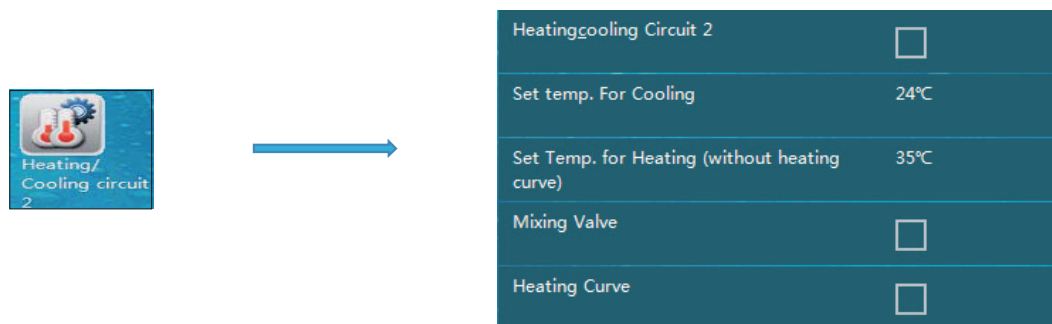 Heating/
Cooling circuit
2
Heatingcooling Circuit 2
Set temp. For Cooling 24℃
Set Temp. for Heating (without heating 35℃
curve)
Mixing Valve
Heating Curve